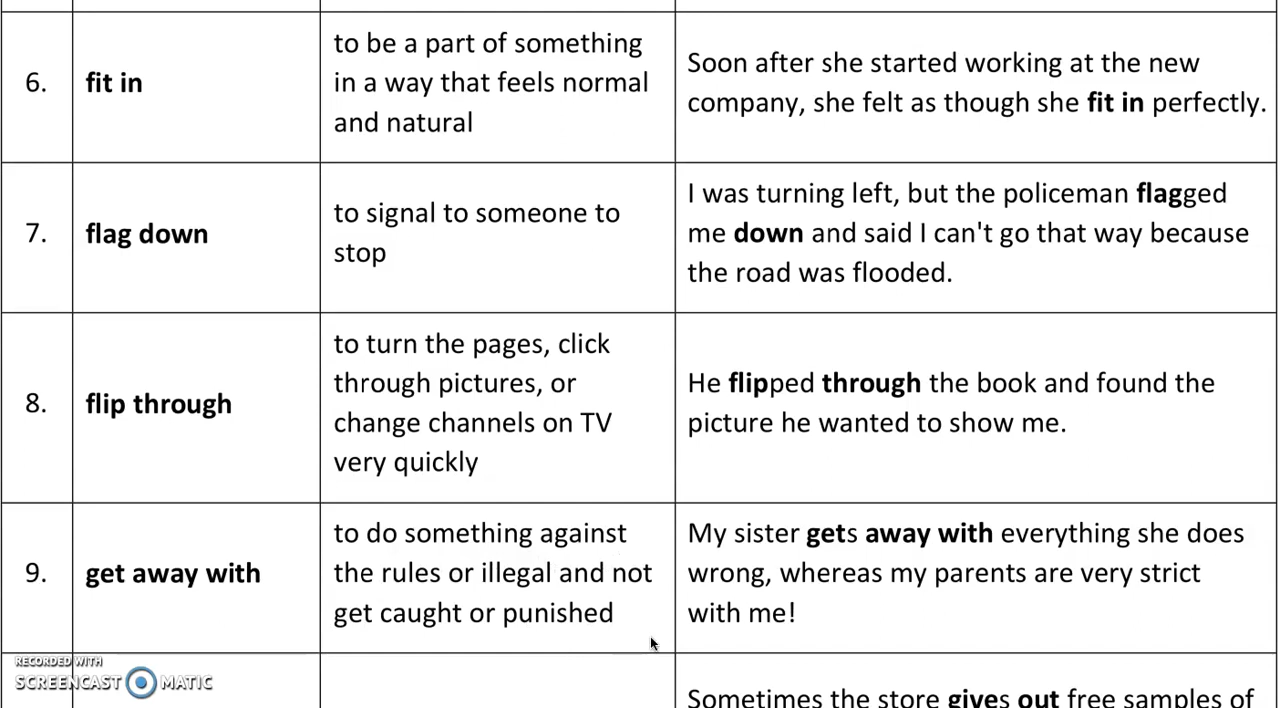 6.
fit in
to be a part of something
in a way that feels normal
and natural
Soon after she started working at the new
company, she felt as though she fit in perfectly.
7.
flag down
to signal to someone to
stop
I was turning left, but the policeman flagged
me down and said I can't go that way because
the road was flooded.
8.
flip through
to turn the pages, click
through pictures, or
change channels on TV
very quickly
He flipped through the book and found the
picture he wanted to show me.
9.
get away with
to do something against
the rules or illegal and not
get caught or punished
My sister gets away with everything she does
wrong, whereas my parents are very strict
with me!
Sometimes the store gives out free samples of
RECORDED WITH
SCREENCAST MATIC